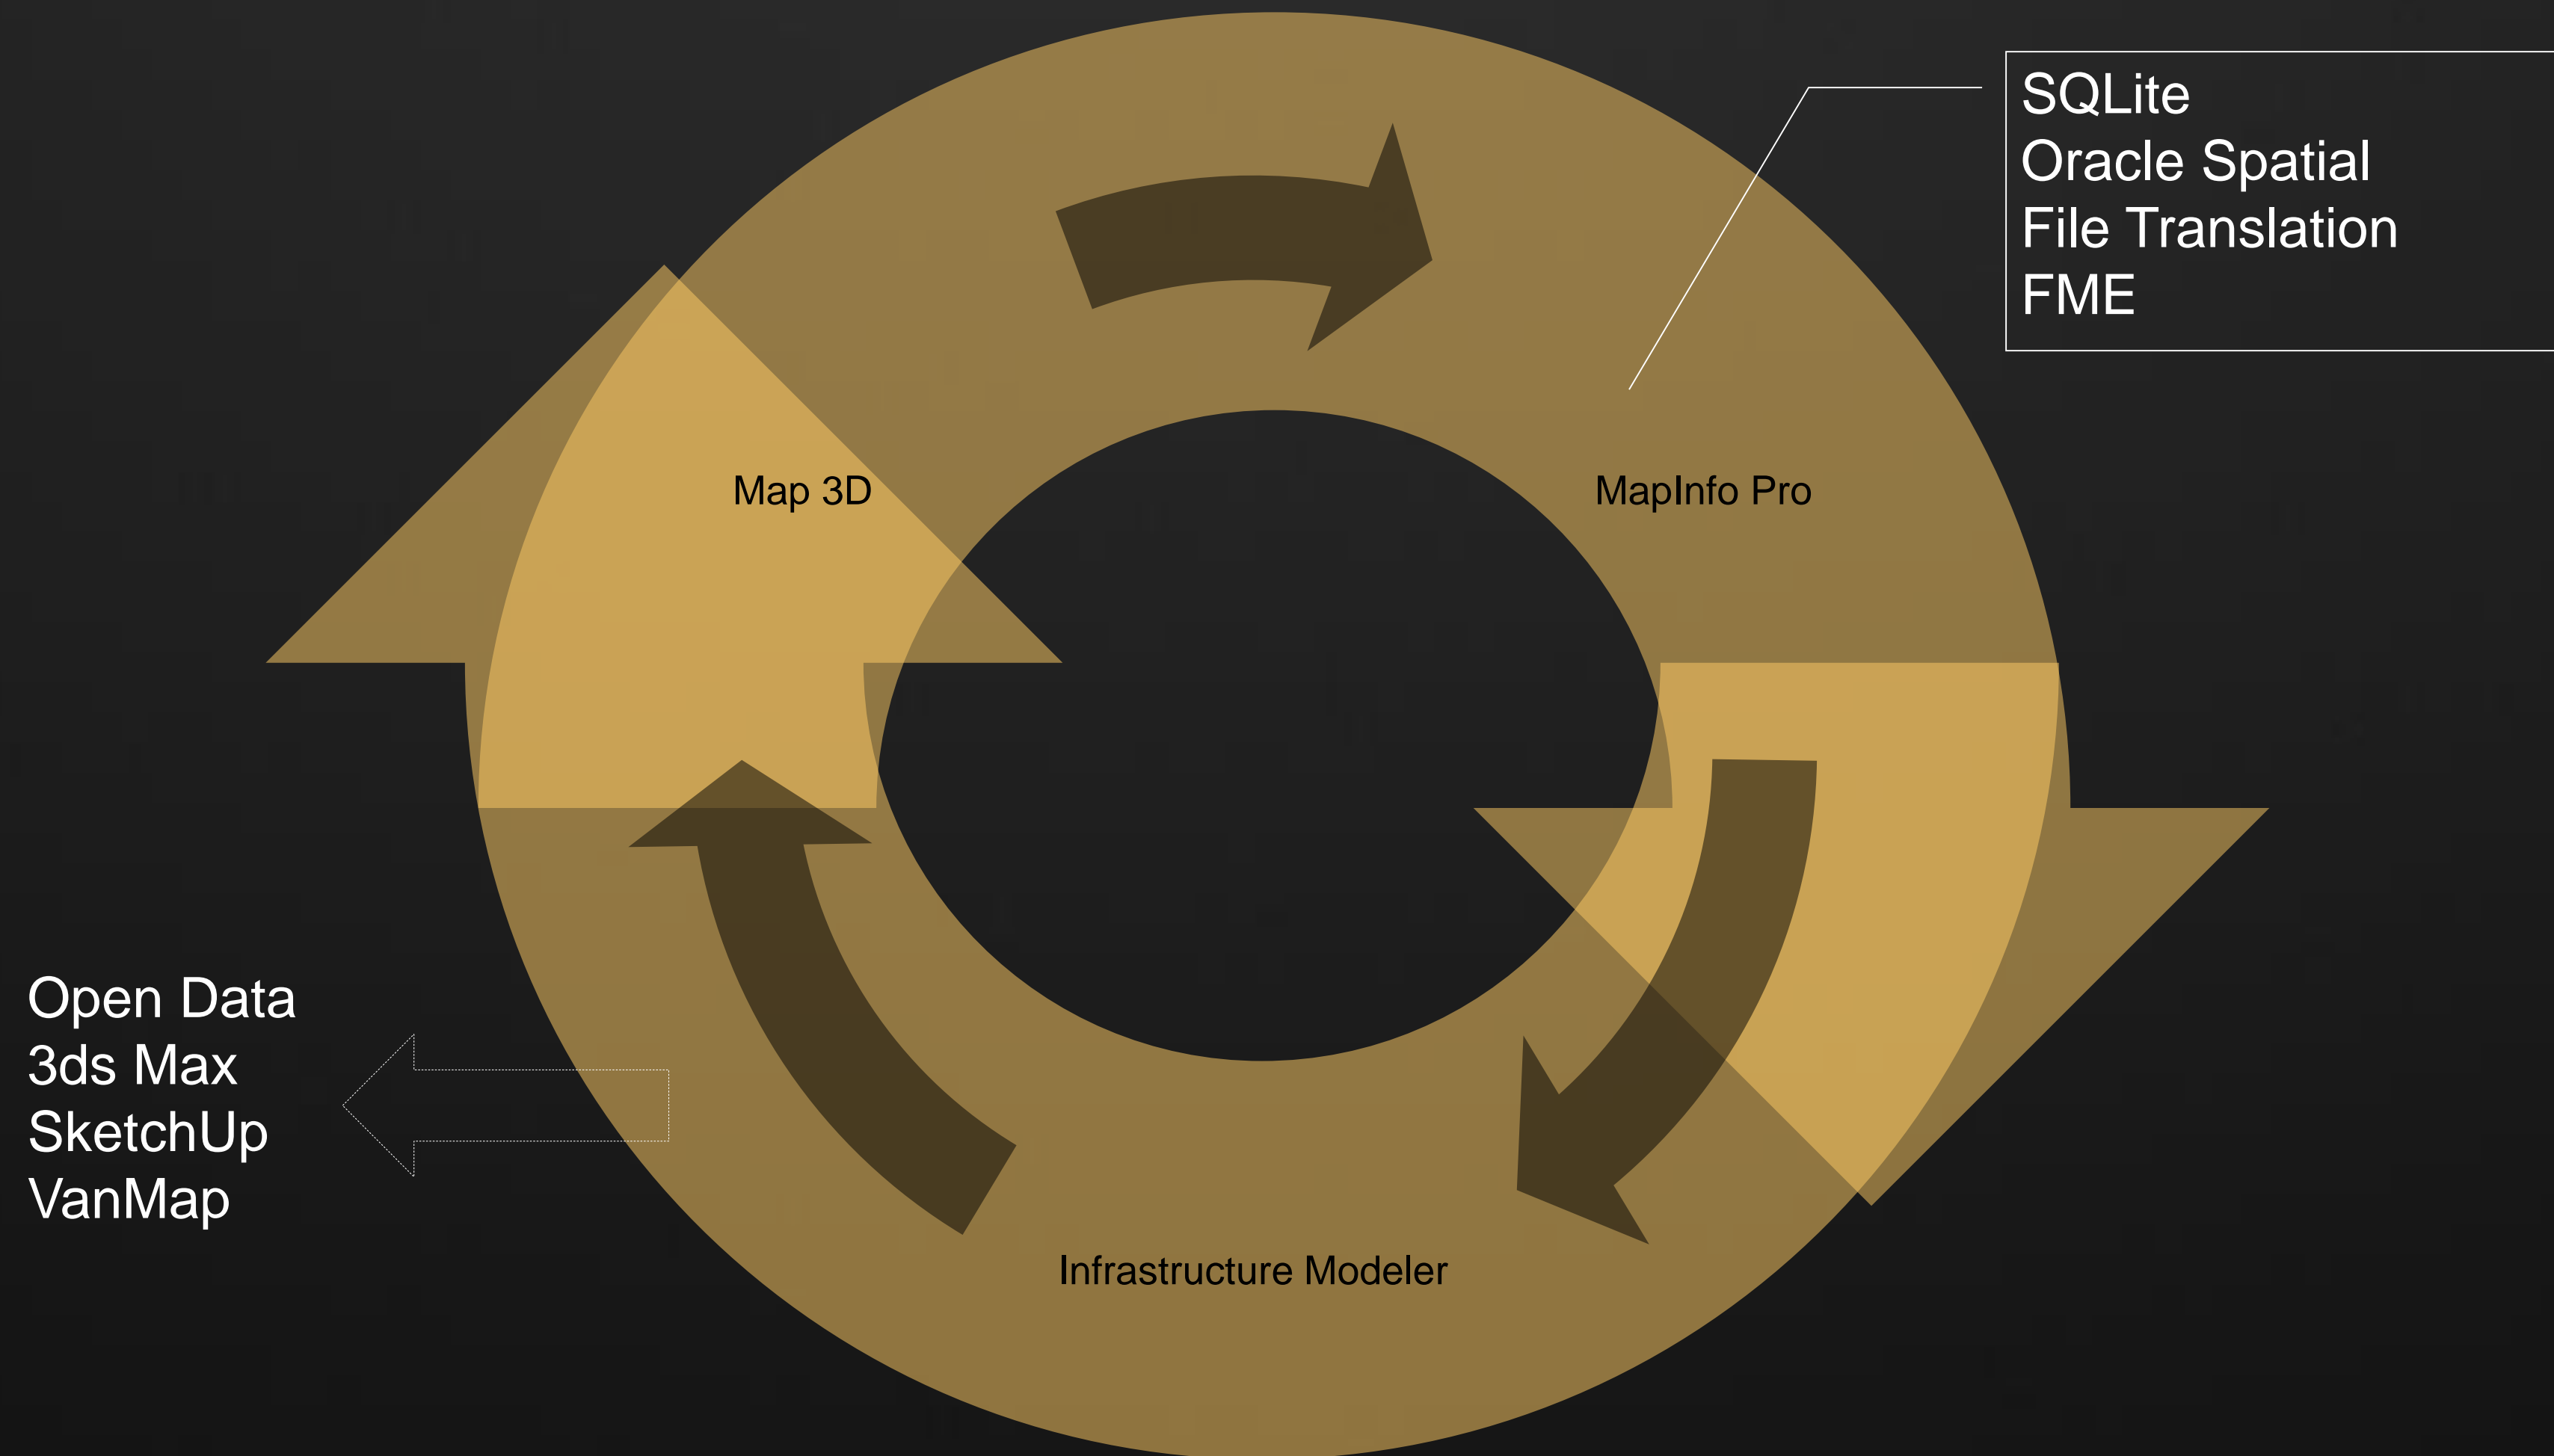 SQLite
Oracle Spatial
File Translation
FME
Map 3D
MapInfo Pro
Open Data
3ds Max
SketchUp
VanMap
Infrastructure Modeler